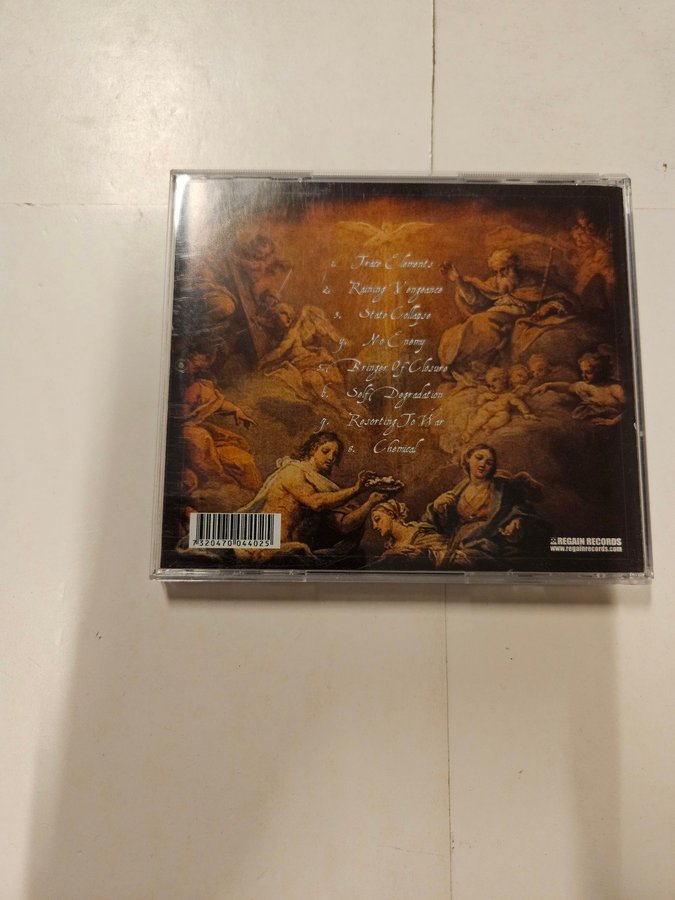 1. Trace Elements
2. Raining Vengeance
3. State Collapse
4. No Enemy
5. Bringer Of Closure
6. Self Degradation
7. Resorting To War
8. Chemical
7 320470 044025
REGAIN RECORDS
www.regainrecords.com